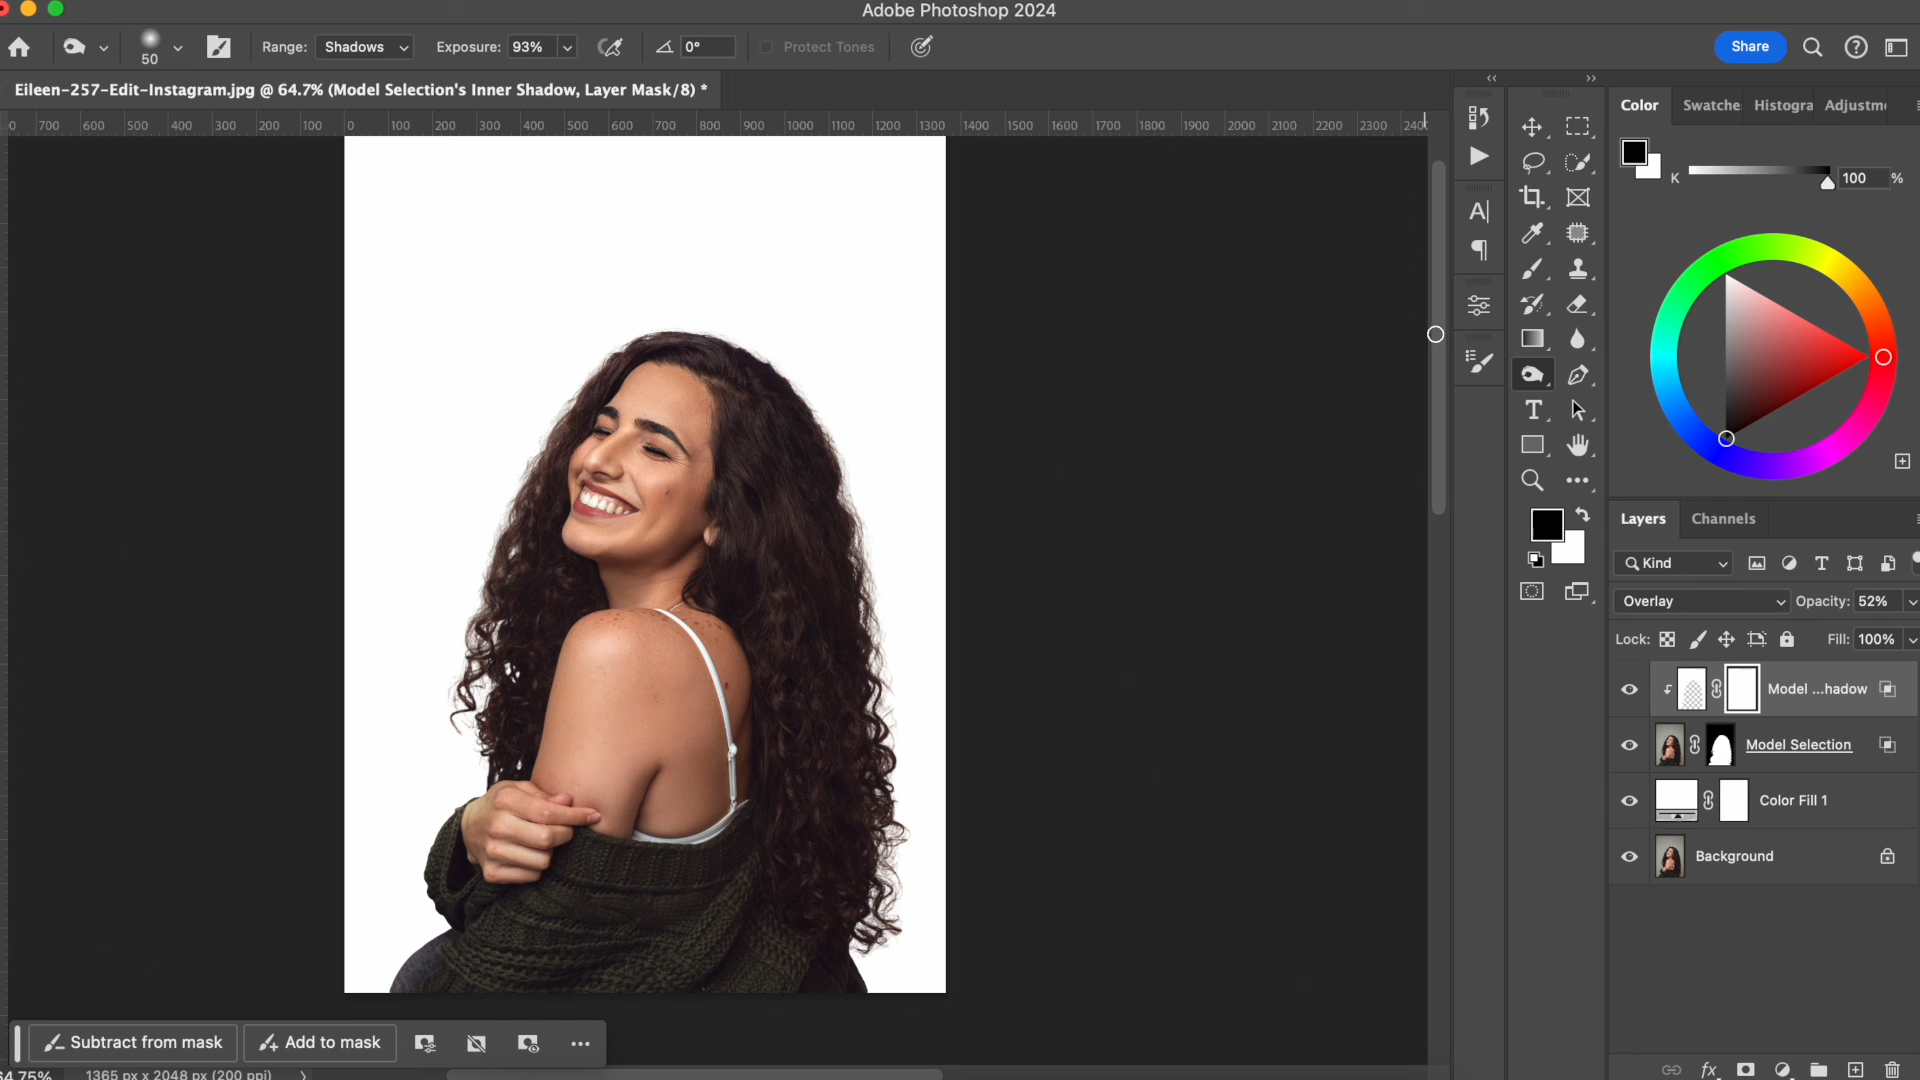 Adobe Photoshop 2024
50
Range: Shadows
Exposure: 93%
0°
Protect Tones
Share
Eileen-257-Edit-Instagram.jpg @ 64.7% (Model Selection's Inner Shadow, Layer Mask/8) *
700 600 500 400 300 200 100 0 100 200 300 400 500 600 700 800 900 1000 1100 1200 1300 1400 1500 1600 1700 1800 1900 2000 2100 2200 2300 240
Color Swatche Histogra Adjustm
K 100 %
Layers Channels
Kind
Overlay Opacity: 52%
Lock: Fill: 100%
Model ...hadow
Model Selection
Color Fill 1
Background
Subtract from mask Add to mask
64.75% 1365 px x 2048 px (200 ppi)
fx